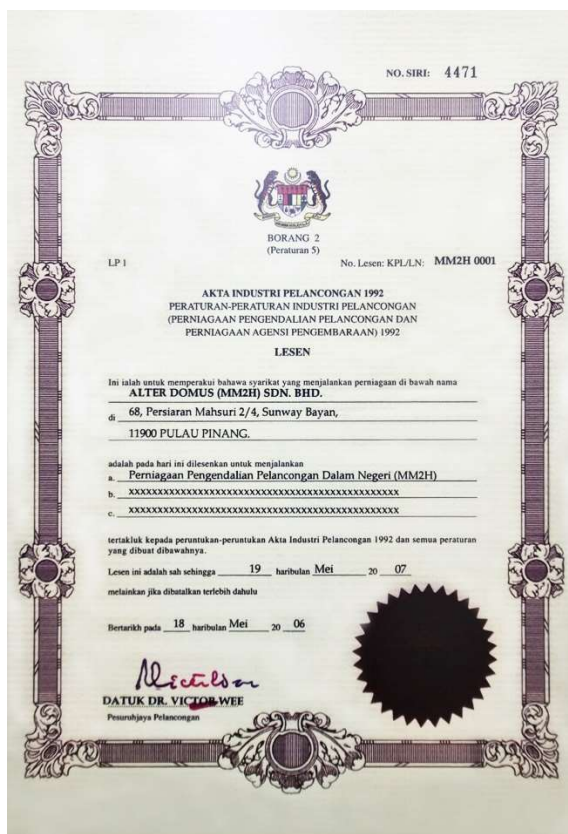 NO. SIRI: 4471
BORANG 2
(Peraturan 5)
LP 1
No. Lesen: KPL/LN: MM2H 0001
AKTA INDUSTRI PELANCONGAN 1992
PERATURAN-PERATURAN INDUSTRI PELANCONGAN
(PERNIAGAAN PENGENDALIAN PELANCONGAN DAN
PERNIAGAAN AGENSI PENGEMBARAAN) 1992
LESEN
Ini ialah untuk memperakui bahawa syarikat yang menjalankan perniagaan di bawah nama
ALTER DOMUS (MM2H) SDN. BHD.
di 68, Persiaran Mahsuri 2/4, Sunway Bayan,
11900 PULAU PINANG.
adalah pada hari ini dilesenkan untuk menjalankan
a. Perniagaan Pengendalian Pelancongan Dalam Negeri (MM2H)
b. xxxxxxxxxxxxxxxxxxxxxxxxxxxxxxxxxxxxxxxxxxxxxxxx
c. xxxxxxxxxxxxxxxxxxxxxxxxxxxxxxxxxxxxxxxxxxxxxxxx
tertakluk kepada peruntukan-peruntukan Akta Industri Pelancongan 1992 dan semua peraturan
yang dibuat dibawahnya.
Lesen ini adalah sah sehingga 19 haribulan Mei 20 07
melainkan jika dibatalkan terlebih dahulu
Bertarikh pada 18 haribulan Mei 20 06
DATUK DR. VICTOR WEE
Pesuruhjaya Pelancongan